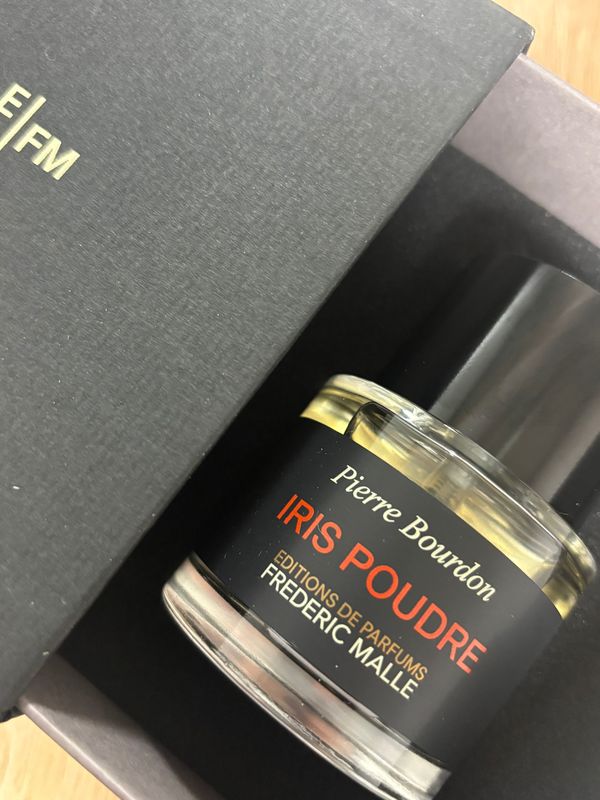 E/FM
Pierre Bourdon
IRIS POUDRE
EDITIONS DE PARFUMS
FREDERIC MALLE